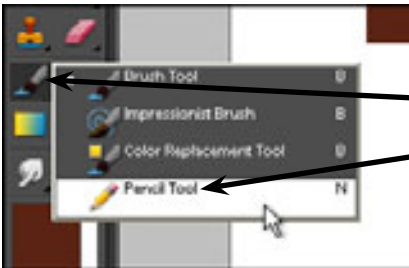 Brush Tool B
Impressionist Brush B
Color Replacement Tool B
Pencil Tool N